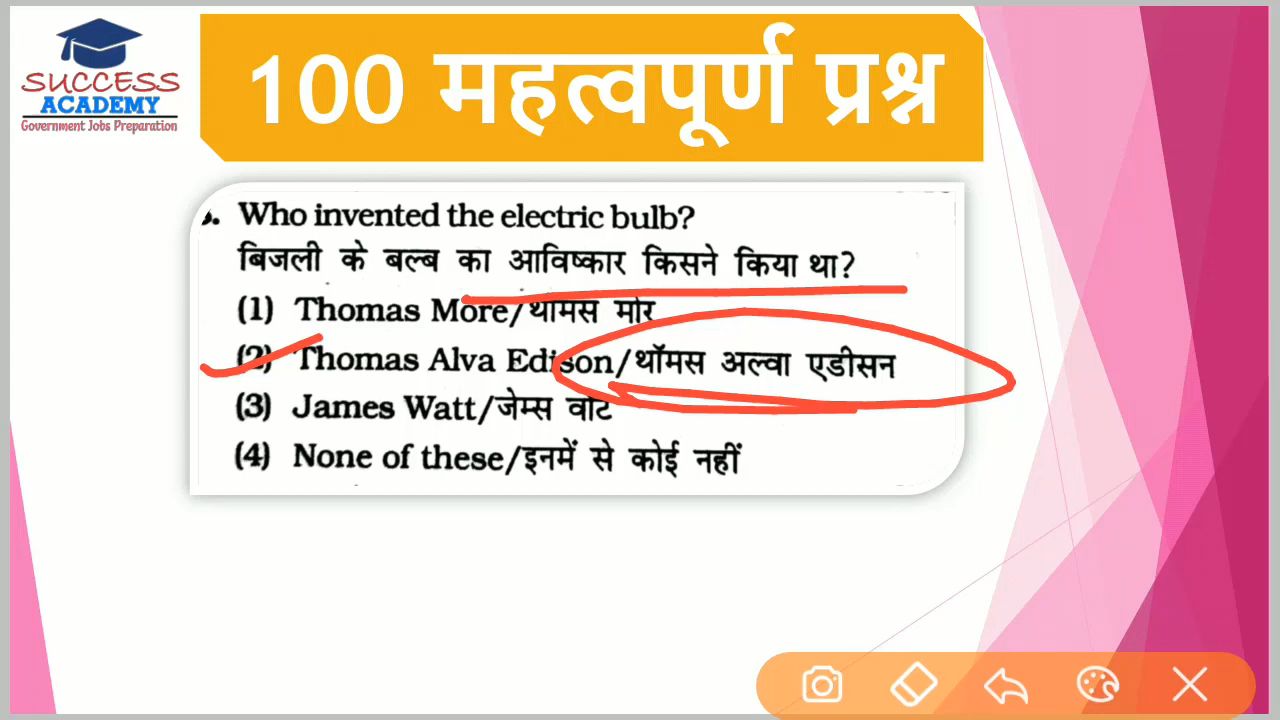 SUCCESS
ACADEMY
Government Jobs Preparation
100 महत्वपूर्ण प्रश्न
Who invented the electric bulb?
बिजली के बल्ब का आविष्कार किसने किया था?
(1) Thomas More/थॉमस मोर
(2) Thomas Alva Edison/थॉमस अल्वा एडीसन
(3) James Watt/जेम्स वॉट
(4) None of these/इनमें से कोई नहीं